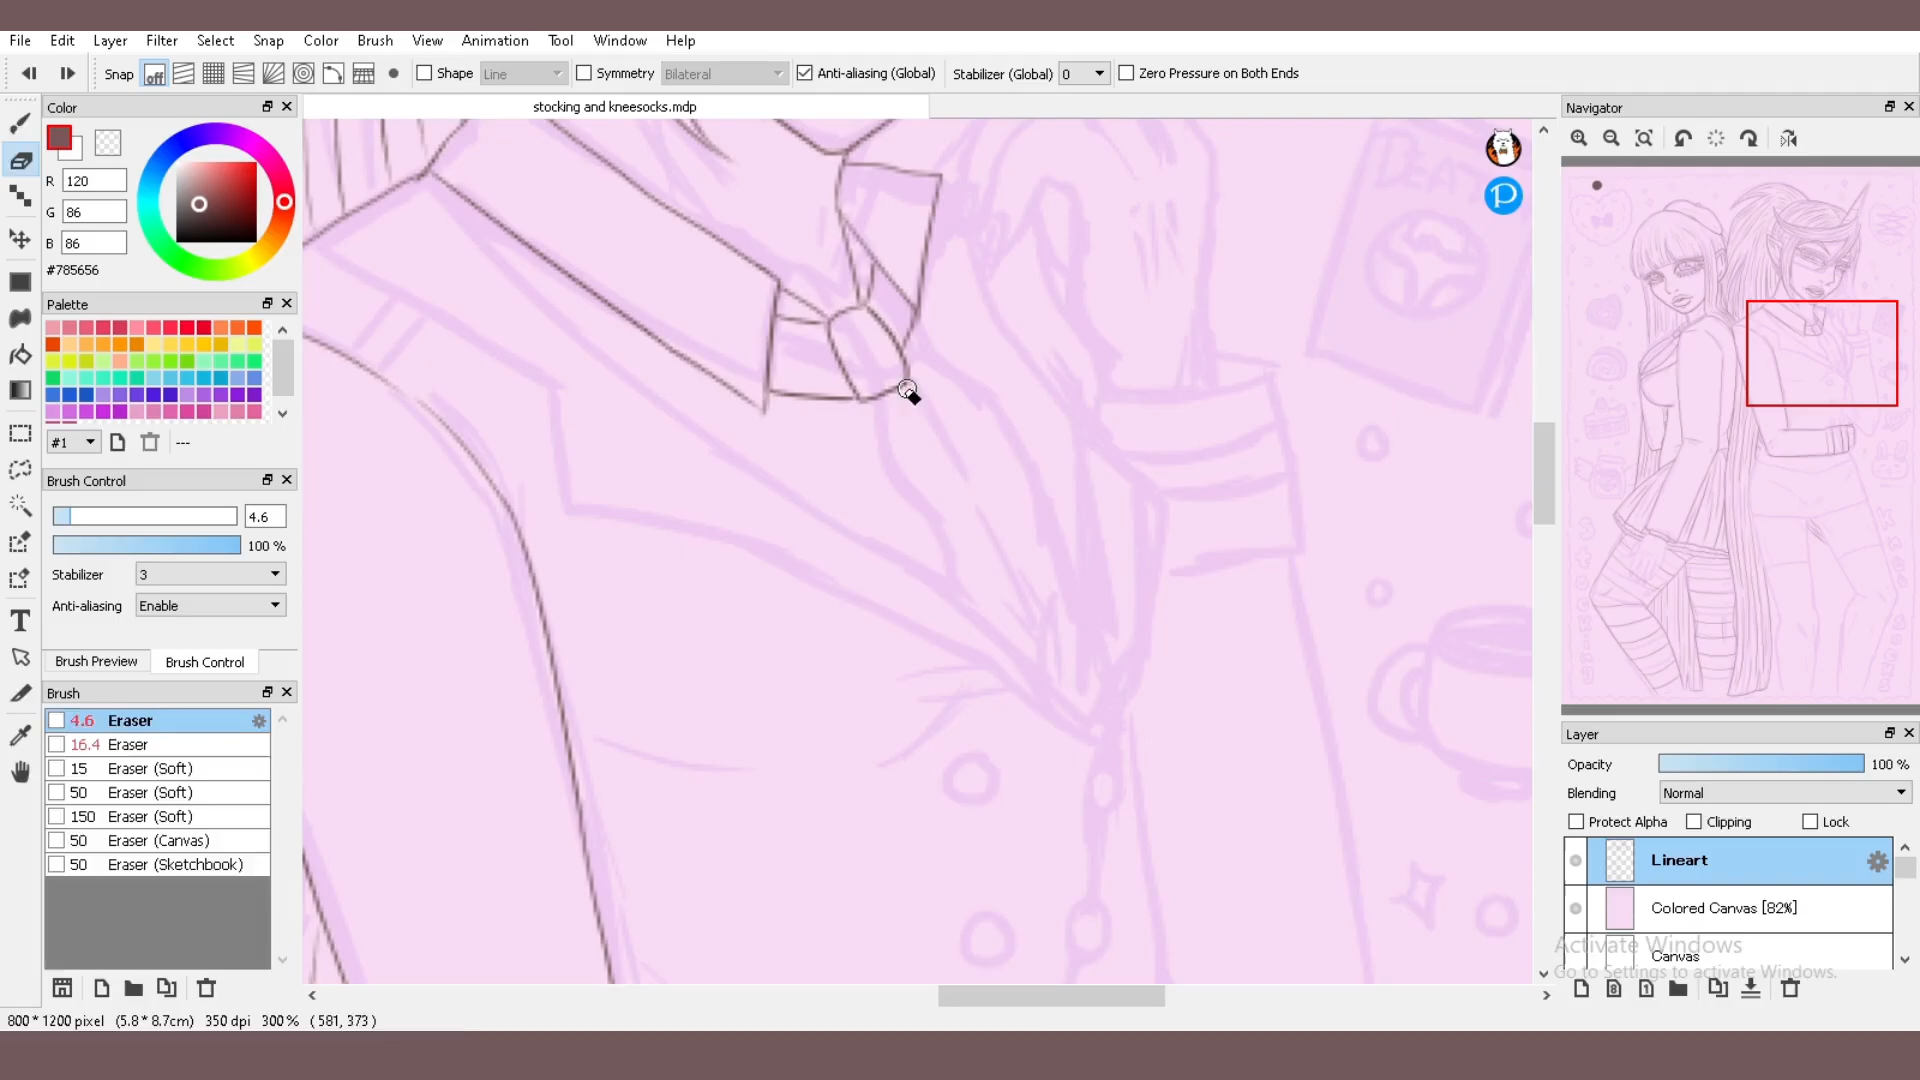 File Edit Layer Filter Select Snap Color Brush View Animation Tool Window Help
Snap off Shape Line Symmetry Bilateral Anti-aliasing (Global) Stabilizer (Global) 0 Zero Pressure on Both Ends
Color
stocking and kneesocks.mdp
Navigator
R 120
G 86
B 86
#785656
Palette
#1 ---
Brush Control
4.6
100 %
Stabilizer 3
Anti-aliasing Enable
Brush Preview Brush Control
Brush
4.6 Eraser
16.4 Eraser
15 Eraser (Soft)
50 Eraser (Soft)
150 Eraser (Soft)
50 Eraser (Canvas)
50 Eraser (Sketchbook)
P
Layer
Opacity 100 %
Blending Normal
Protect Alpha Clipping Lock
Lineart
Colored Canvas [82%]
Canvas
Activate Windows
Go to Settings to activate Windows.
800 * 1200 pixel (5.8 * 8.7cm) 350 dpi 300 % ( 581, 373 )